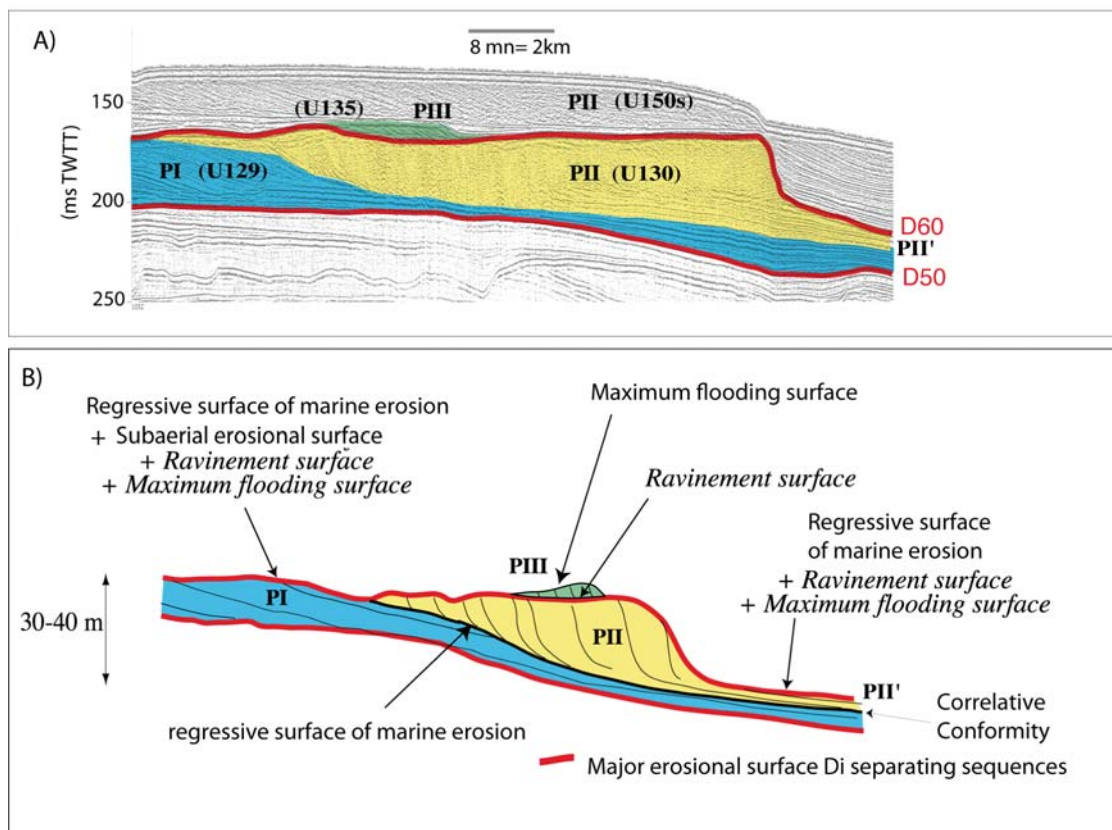 A)
8 mn= 2km
150
(U135)
PIII
PII (U150s)
(ms TWTT)
PI (U129)
PII (U130)
200
D60
PII'
D50
250
B)
Maximum flooding surface
Regressive surface of marine erosion
+ Subaerial erosional surface
+ Ravinement surface
+ Maximum flooding surface
Ravinement surface
Regressive surface
of marine erosion
+ Ravinement surface
+ Maximum flooding surface
PIII
PI
30-40 m
PII
PII'
Correlative
Conformity
regressive surface of marine erosion
Major erosional surface Di separating sequences